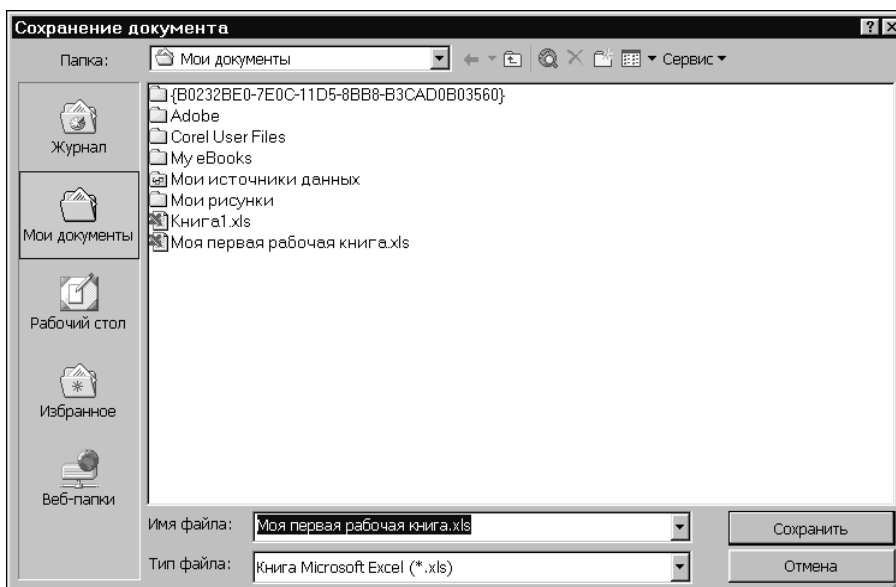 Сохранение документа
Папка:
Мои документы
Сервис
{B0232BE0-7E0C-11D5-8BB8-B3CAD0B03560}
Adobe
Corel User Files
My eBooks
Мои источники данных
Мои рисунки
Книга1.xls
Моя первая рабочая книга.xls
Журнал
Мои документы
Рабочий стол
Избранное
Веб-папки
Имя файла:
Моя первая рабочая книга.xls
Сохранить
Тип файла:
Книга Microsoft Excel (*.xls)
Отмена